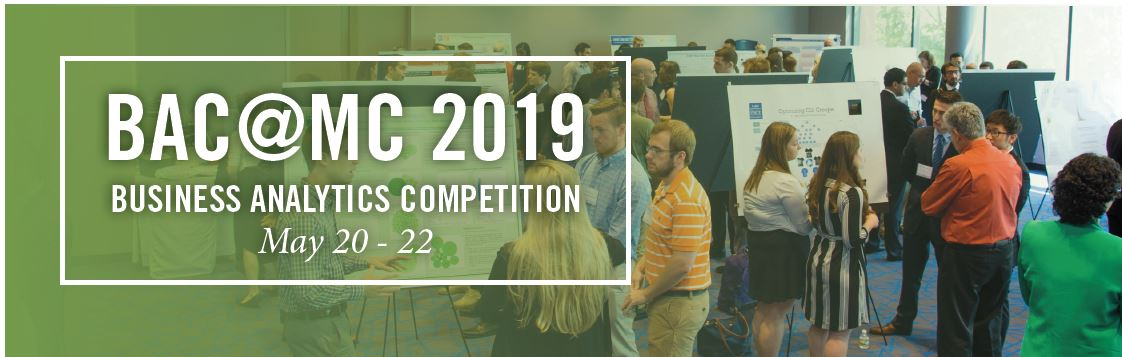 BAC@MC 2019
BUSINESS ANALYTICS COMPETITION
May 20 - 22